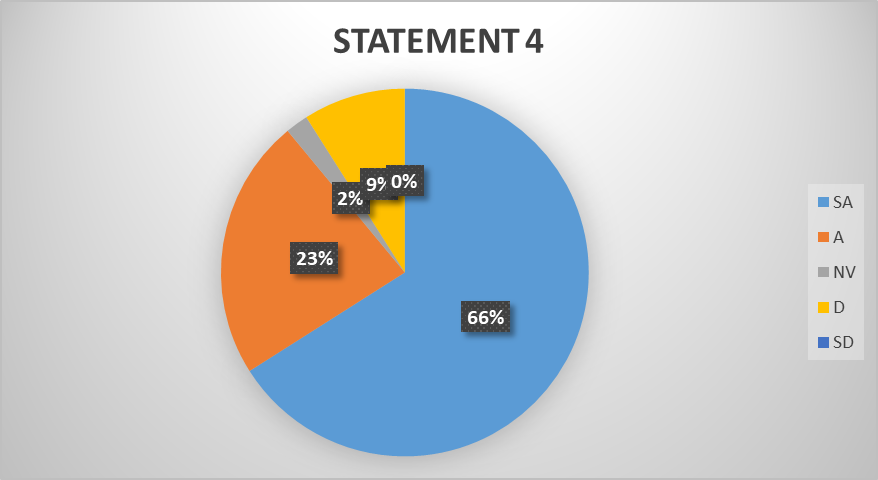 STATEMENT 4
0%
9%
2%
23%
66%
SA
A
NV
D
SD